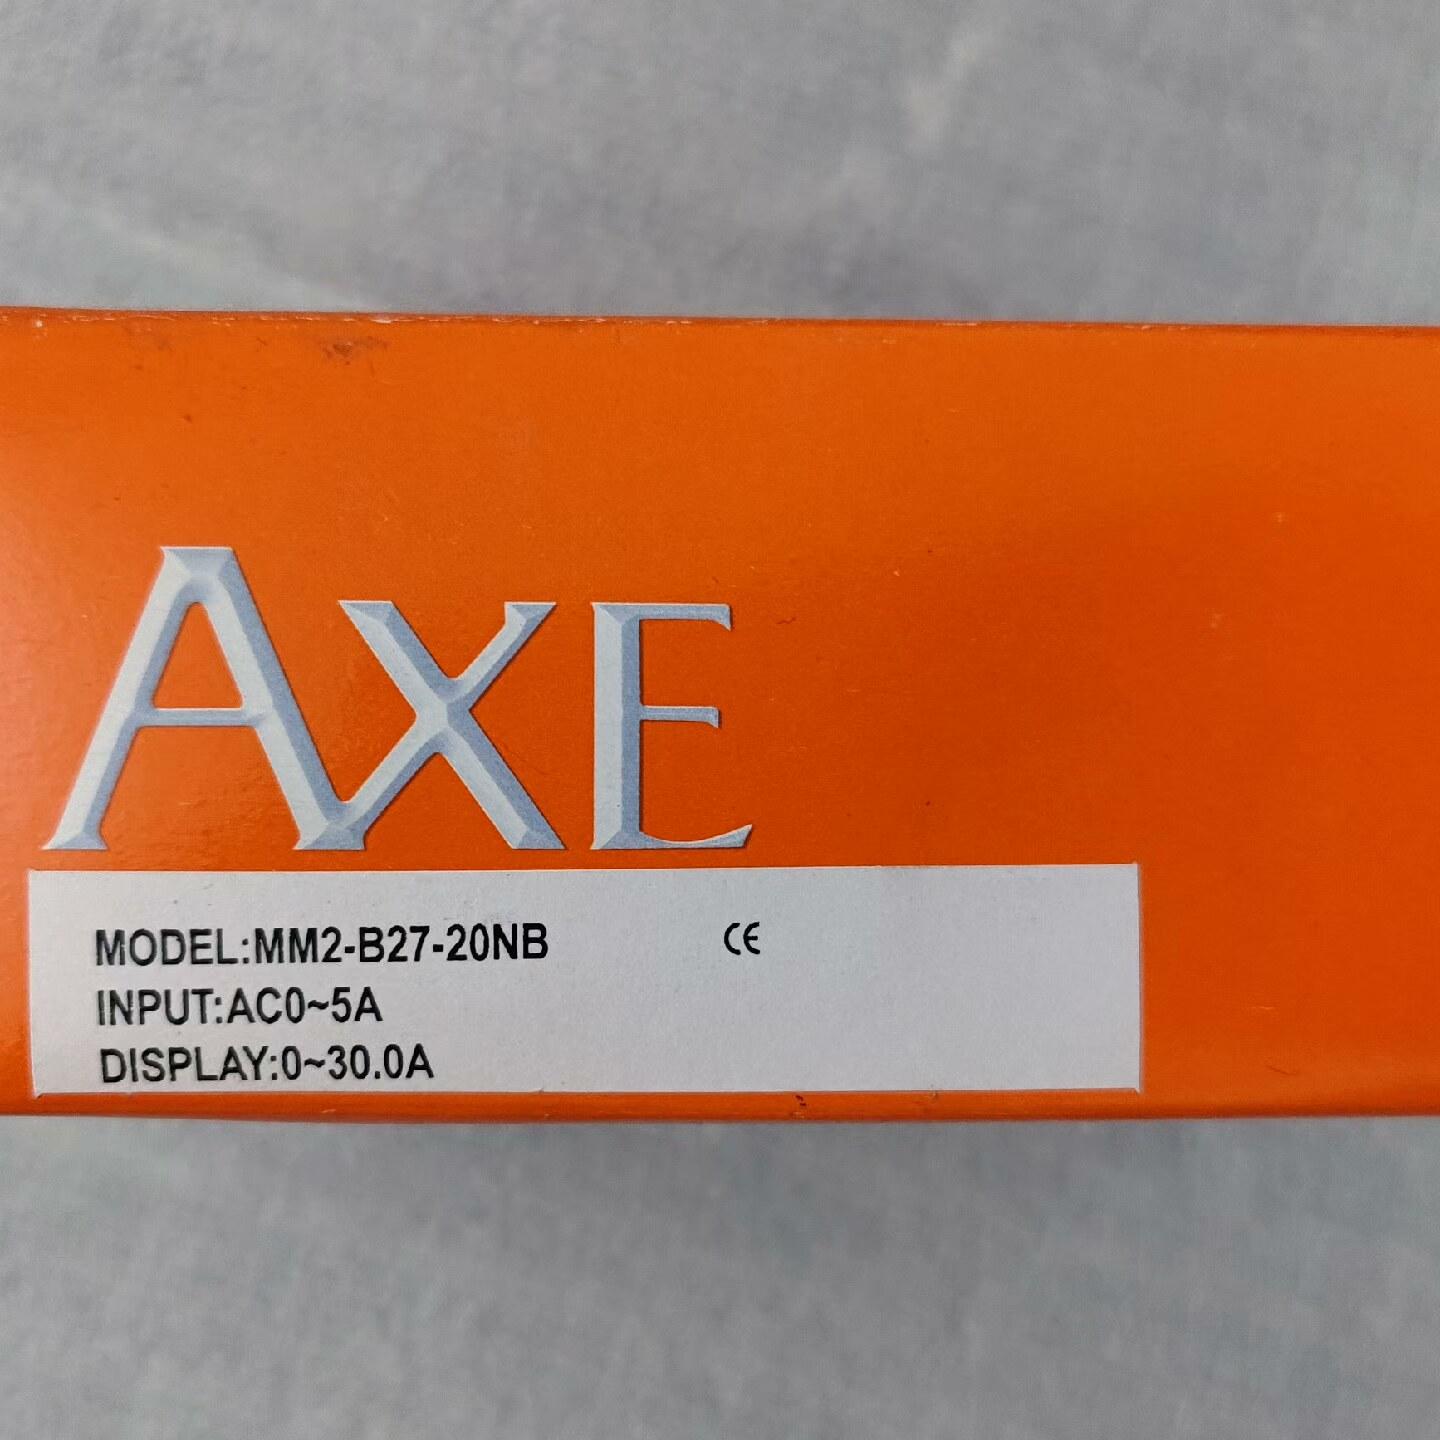 AXE
MODEL:MM2-B27-20NB CE
INPUT:AC0~5A
DISPLAY:0~30.0A